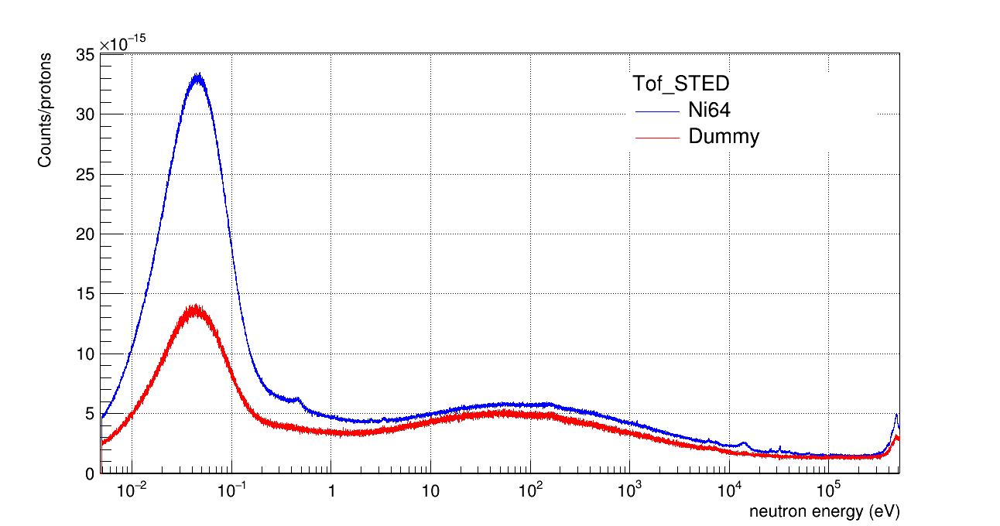 ×10⁻¹⁵
Counts/protons
35
30
25
20
15
10
5
0
Tof_STED
Ni64
Dummy
10⁻² 10⁻¹ 1 10 10² 10³ 10⁴ 10⁵
neutron energy (eV)